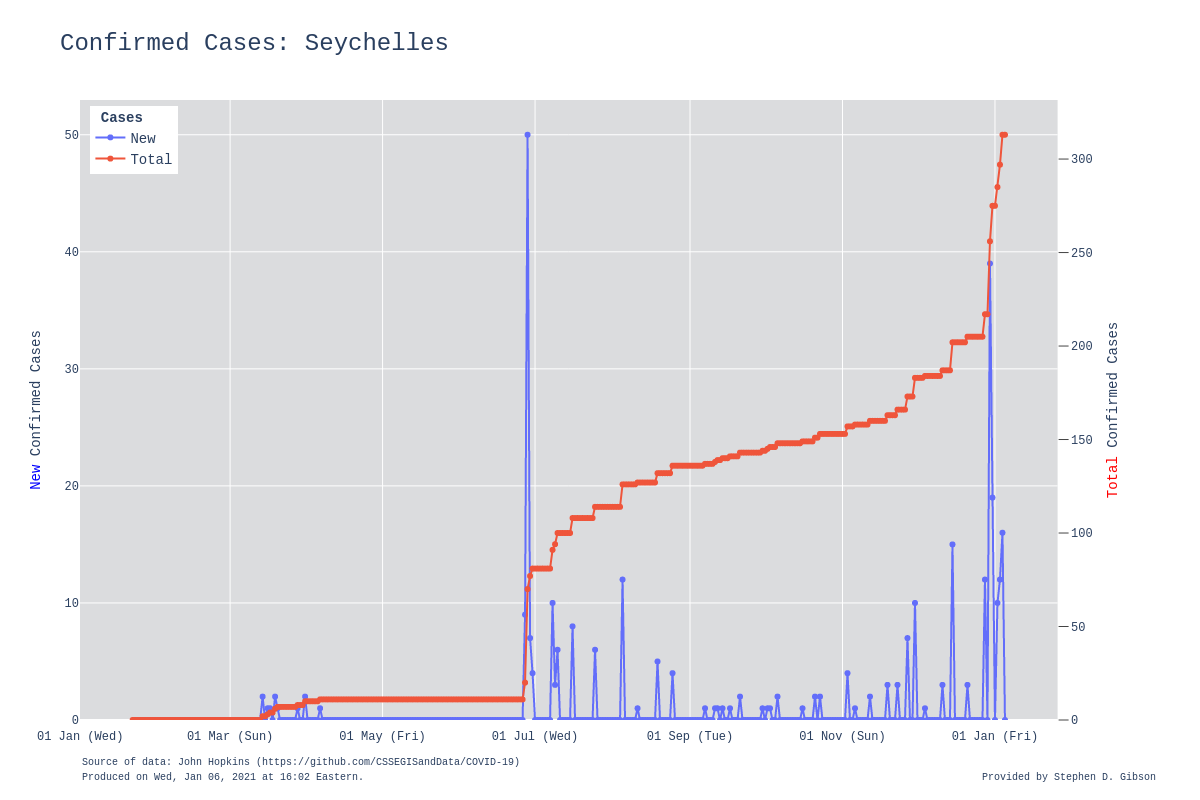 Confirmed Cases: Seychelles
Cases
New
Total
50
40
30
20
10
0
300
250
200
150
100
50
0
New Confirmed Cases
Total Confirmed Cases
01 Jan (Wed) 01 Mar (Sun) 01 May (Fri) 01 Jul (Wed) 01 Sep (Tue) 01 Nov (Sun) 01 Jan (Fri)
Source of data: John Hopkins (https://github.com/CSSEGISandData/COVID-19)
Produced on Wed, Jan 06, 2021 at 16:02 Eastern.
Provided by Stephen D. Gibson